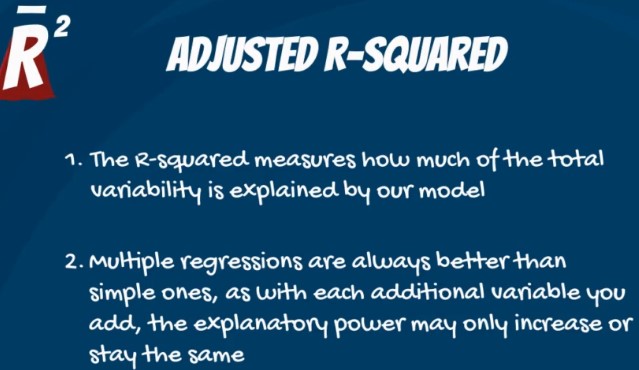 R̄²
ADJUSTED R-SQUARED
1. The R-squared measures how much of the total
variability is explained by our model
2. Multiple regressions are always better than
simple ones, as with each additional variable you
add, the explanatory power may only increase or
stay the same